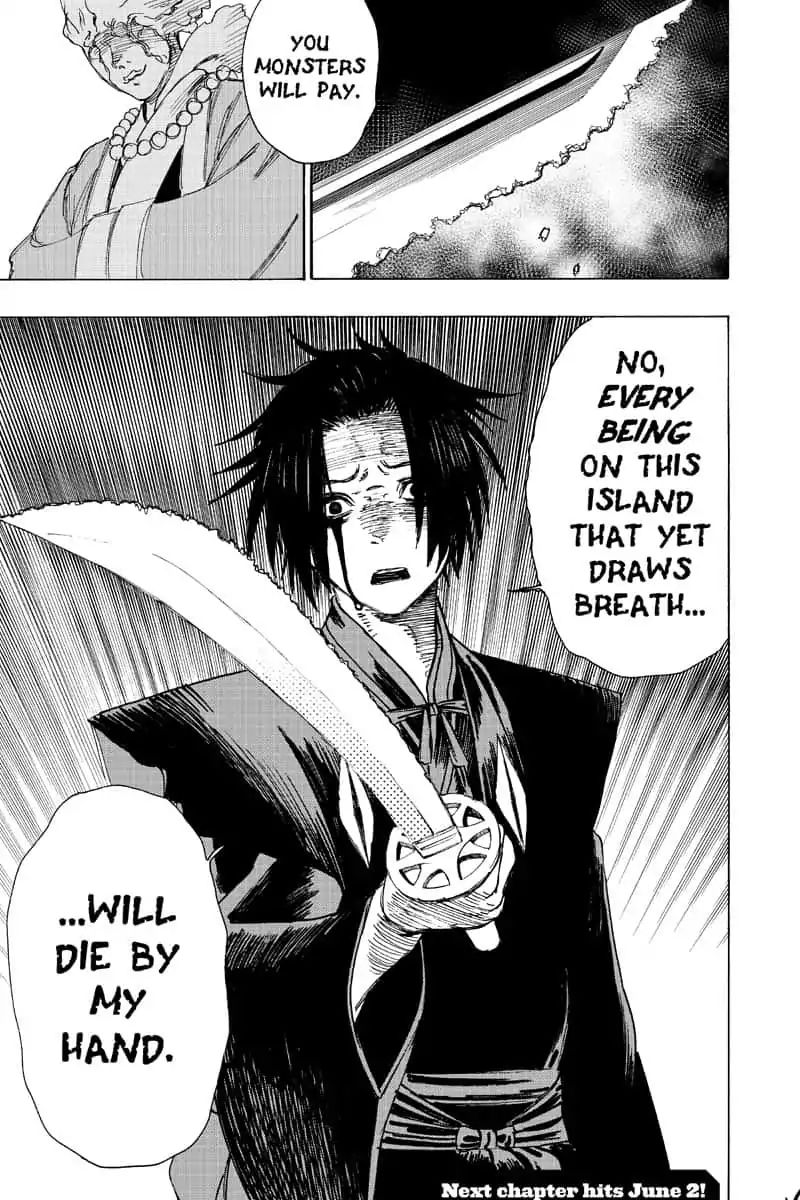 YOU
MONSTERS
WILL PAY.
NO,
EVERY
BEING
ON THIS
ISLAND
THAT YET
DRAWS
BREATH...
...WILL
DIE BY
MY
HAND.
Next chapter hits June 2!